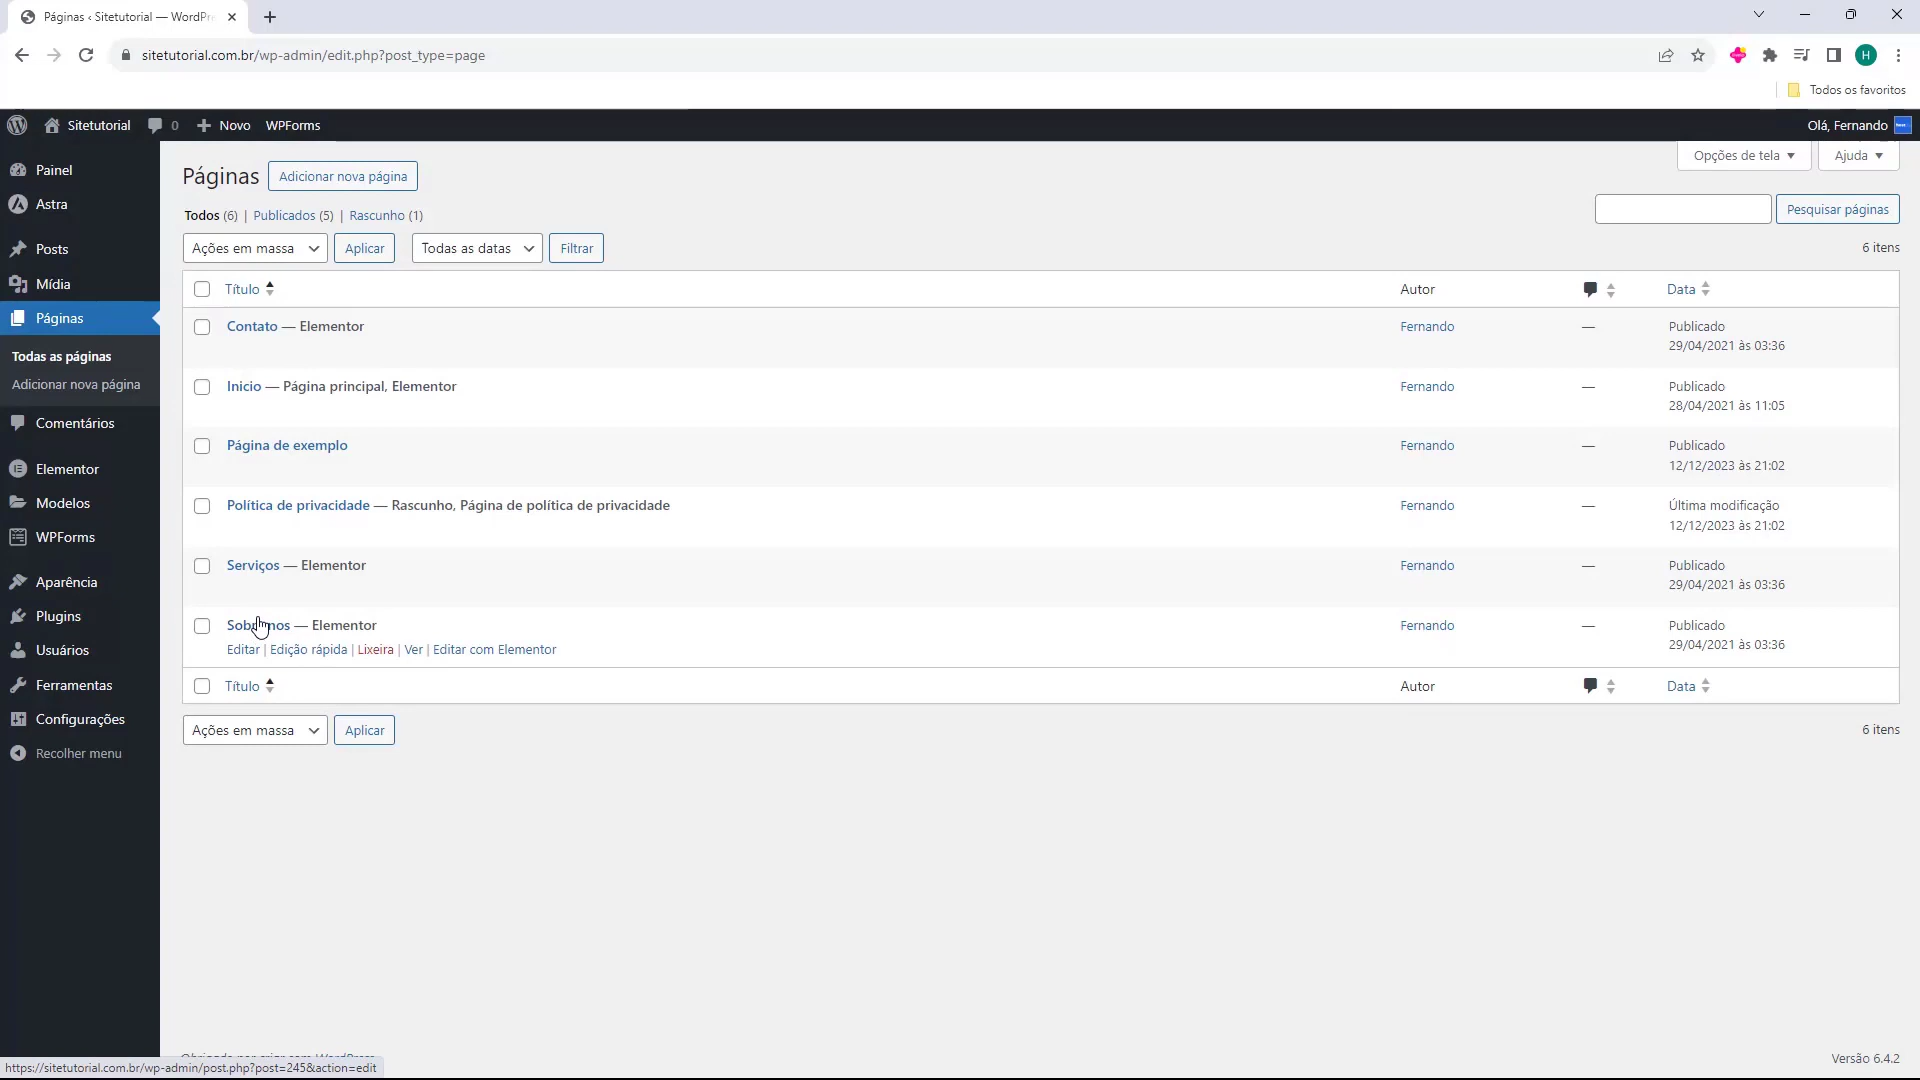 Páginas ‹ Sitetutorial — WordPr
sitetutorial.com.br/wp-admin/edit.php?post_type=page
H
Todos os favoritos
Sitetutorial 0 Novo WPForms
Olá, Fernando
Painel
Astra
Posts
Mídia
Páginas
Todas as páginas
Adicionar nova página
Comentários
Elementor
Modelos
WPForms
Aparência
Plugins
Usuários
Ferramentas
Configurações
Recolher menu
Opções de tela Ajuda
Páginas Adicionar nova página
Todos (6) | Publicados (5) | Rascunho (1)
Pesquisar páginas
Ações em massa Aplicar Todas as datas Filtrar
6 itens
Título Autor Data
Contato — Elementor Fernando — Publicado
29/04/2021 às 03:36
Inicio — Página principal, Elementor Fernando — Publicado
28/04/2021 às 11:05
Página de exemplo Fernando — Publicado
12/12/2023 às 21:02
Política de privacidade — Rascunho, Página de política de privacidade Fernando — Última modificação
12/12/2023 às 21:02
Serviços — Elementor Fernando — Publicado
29/04/2021 às 03:36
nos — Elementor Fernando — Publicado
29/04/2021 às 03:36
Editar | Edição rápida | Lixeira | Ver | Editar com Elementor
Título Autor Data
Ações em massa Aplicar
6 itens
Versão 6.4.2
https://sitetutorial.com.br/wp-admin/post.php?post=245&action=edit